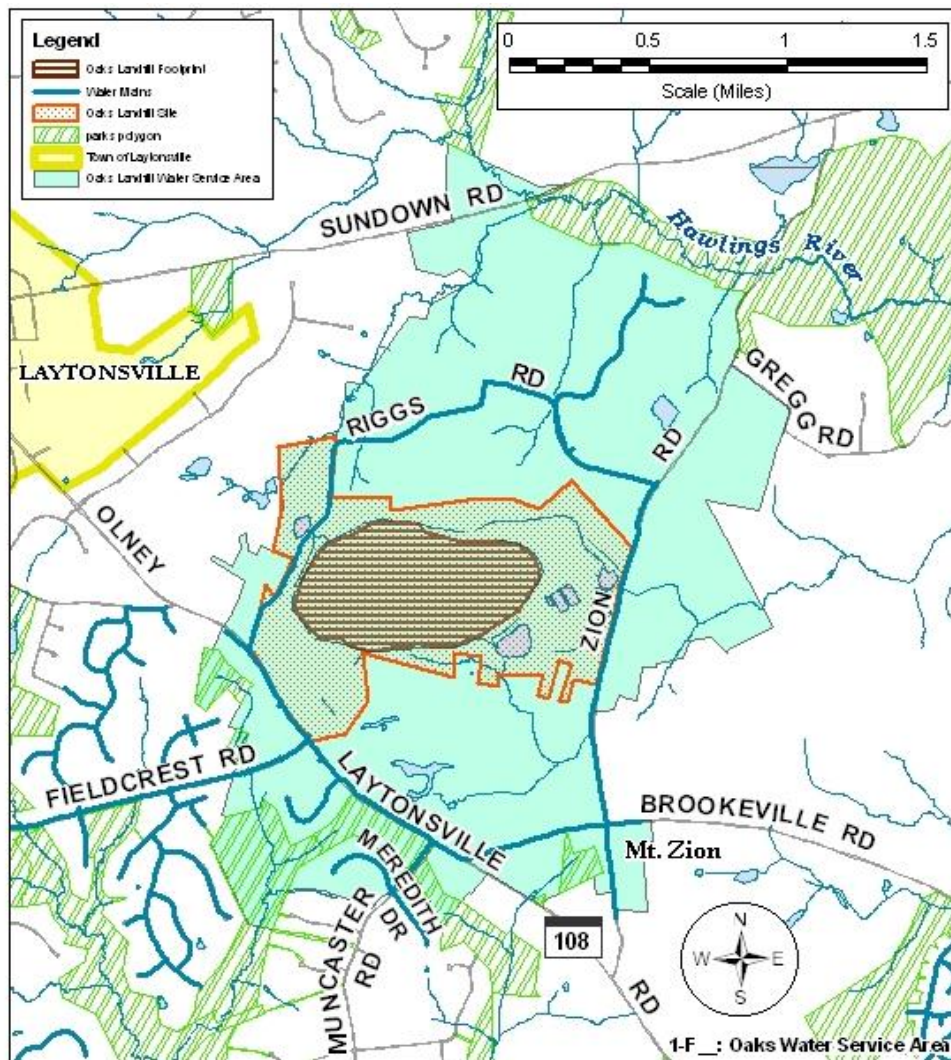 Legend
Oaks Landfill Footprint
Water Mains
Oaks Landfill Site
parks polygon
Town of Laytonsville
Oaks Landfill Water Service Area
0 0.5 1 1.5
Scale (Miles)
SUNDOWN RD
Hawlings River
LAYTONSVILLE
RIGGS RD
GREGG RD
RD
OLNEY
ZION
FIELDCREST RD
LAYTONSVILLE
BROOKEVILLE RD
Mt. Zion
MEREDITH DR
MUNCASTER RD
108
RD
N
W E
S
1-F__: Oaks Water Service Area